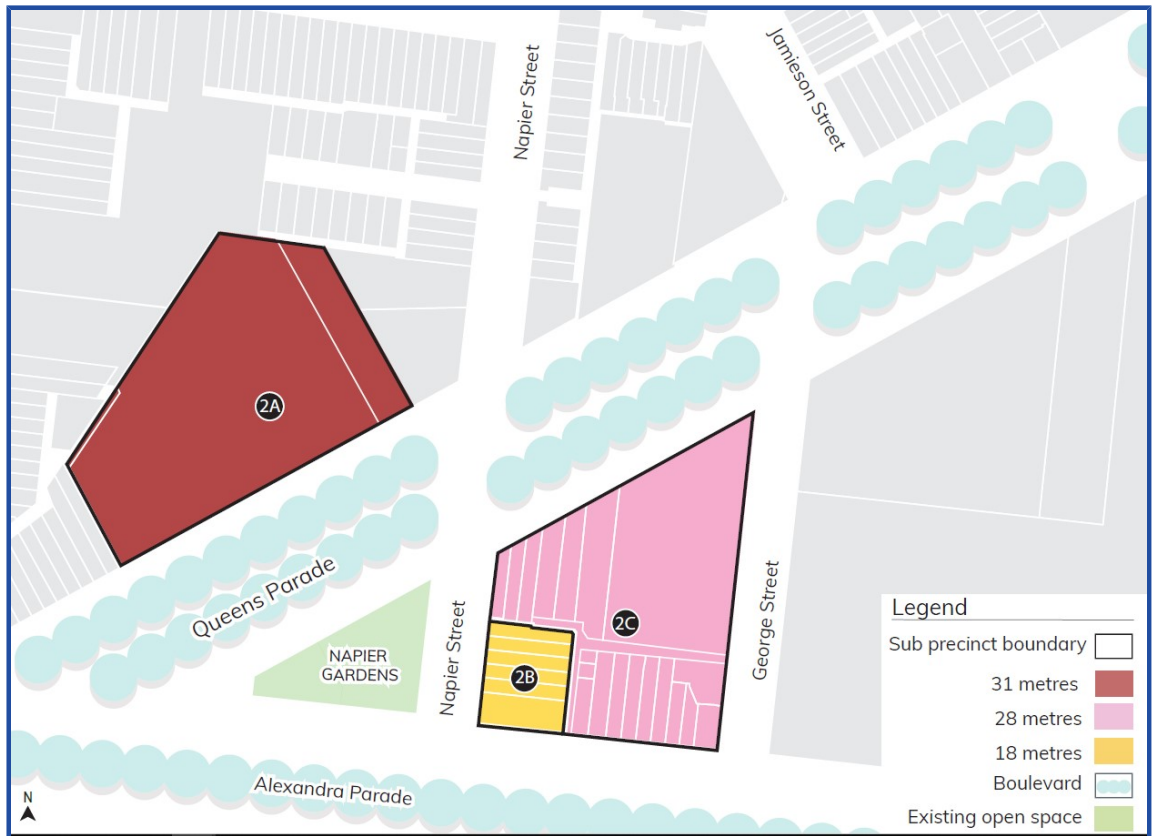 Napier Street
Jamieson Street
2A
Queens Parade
NAPIER
GARDENS
Napier Street
2B
2C
George Street
Alexandra Parade
N
Legend
Sub precinct boundary
31 metres
28 metres
18 metres
Boulevard
Existing open space